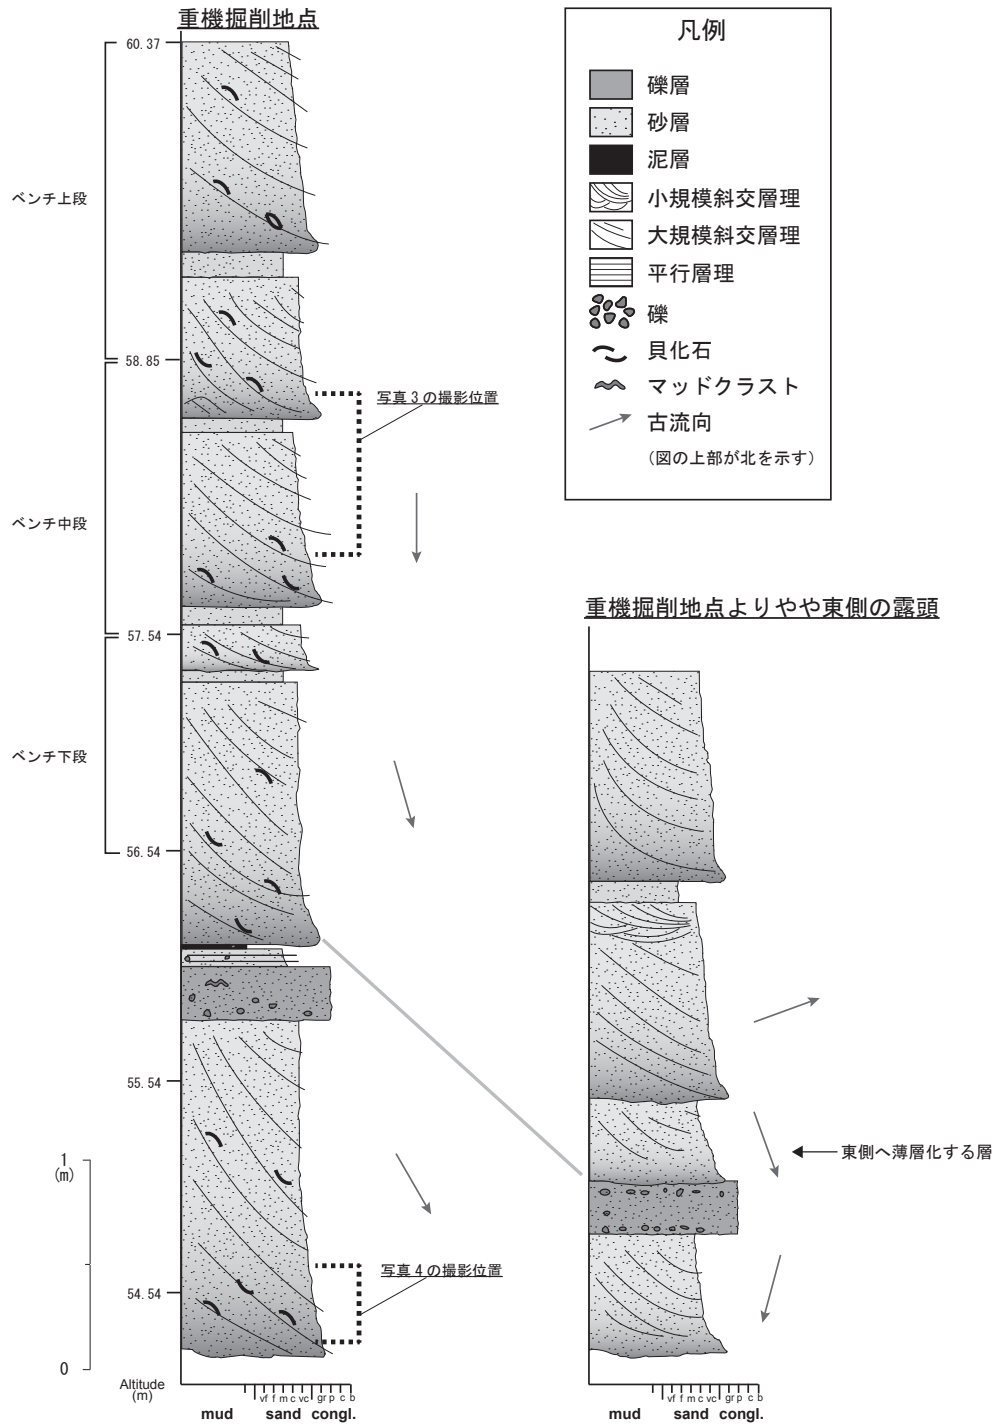 重機掘削地点
60.37
ベンチ上段
58.85
写真3の撮影位置
ベンチ中段
57.54
ベンチ下段
56.54
55.54
1
(m)
写真4の撮影位置
54.54
0
Altitude
(m)
vf f m c vc gr p c b
mud sand congl.
凡例
礫層
砂層
泥層
小規模斜交層理
大規模斜交層理
平行層理
礫
貝化石
マッドクラスト
古流向
(図の上部が北を示す)
重機掘削地点よりやや東側の露頭
東側へ薄層化する層
vf f m c vc gr p c b
mud sand congl.